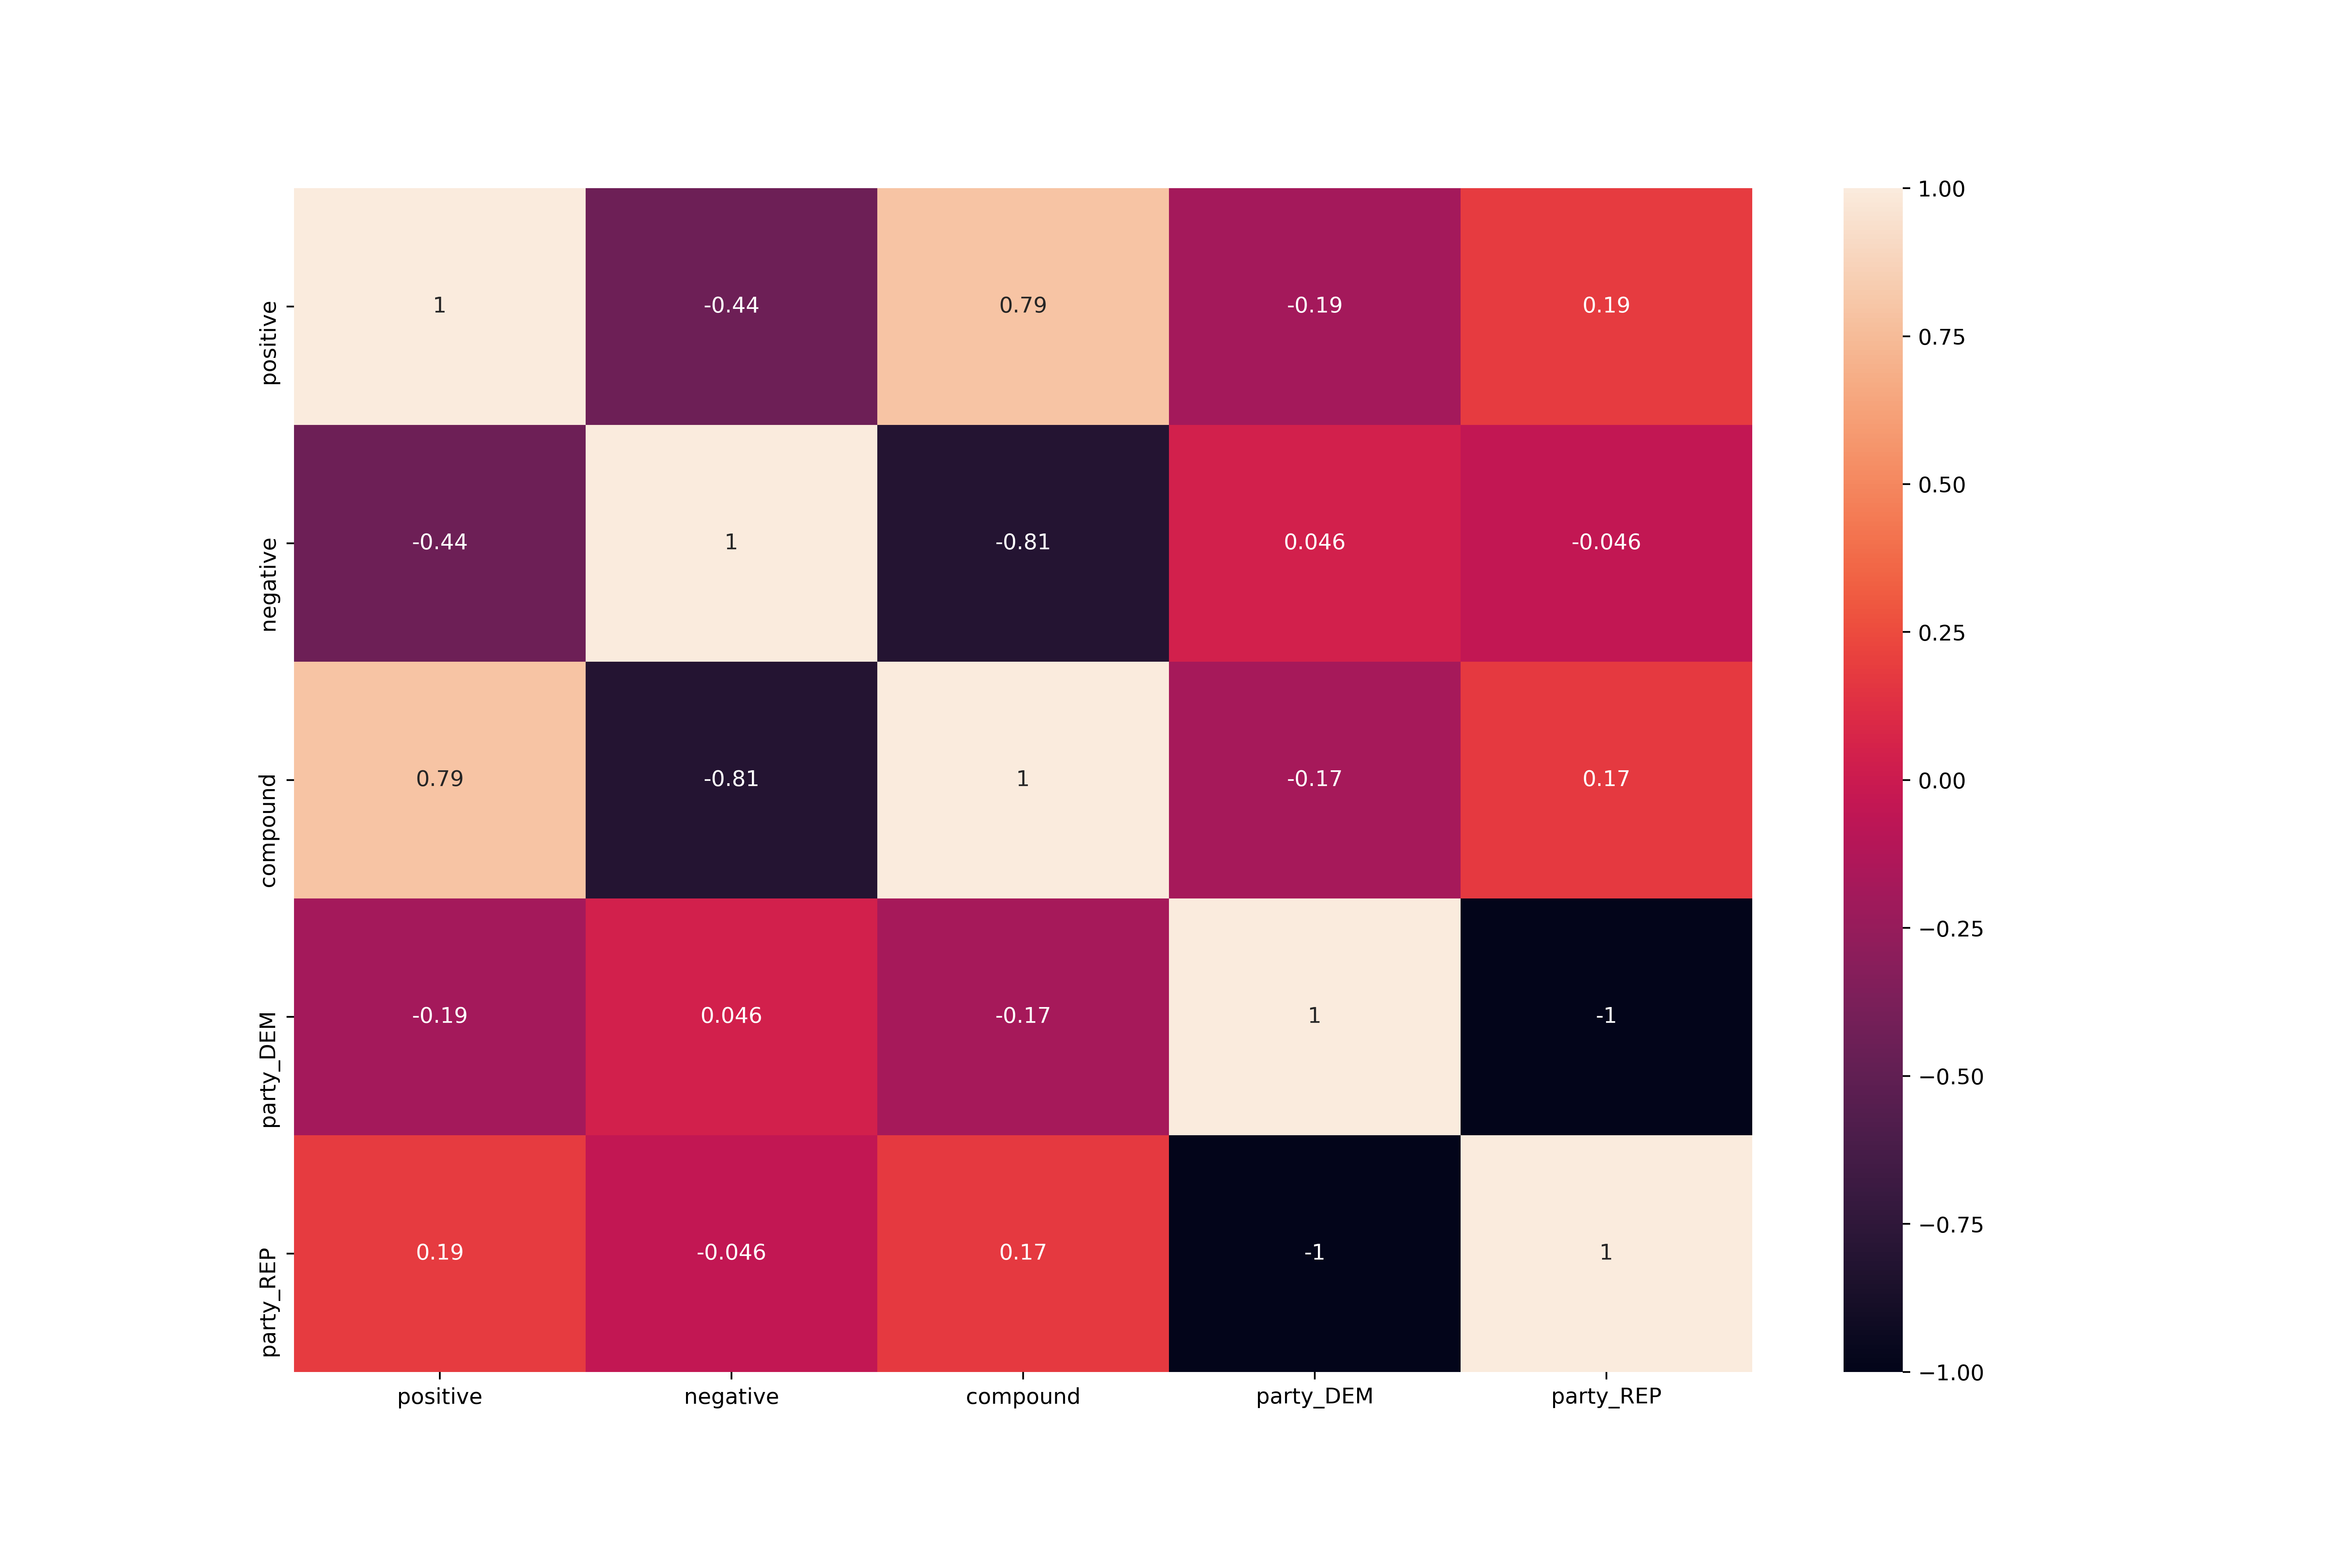 positive 1 -0.44 0.79 -0.19 0.19
negative -0.44 1 -0.81 0.046 -0.046
compound 0.79 -0.81 1 -0.17 0.17
party_DEM -0.19 0.046 -0.17 1 -1
party_REP 0.19 -0.046 0.17 -1 1
positive negative compound party_DEM party_REP
1.00
0.75
0.50
0.25
0.00
−0.25
−0.50
−0.75
−1.00